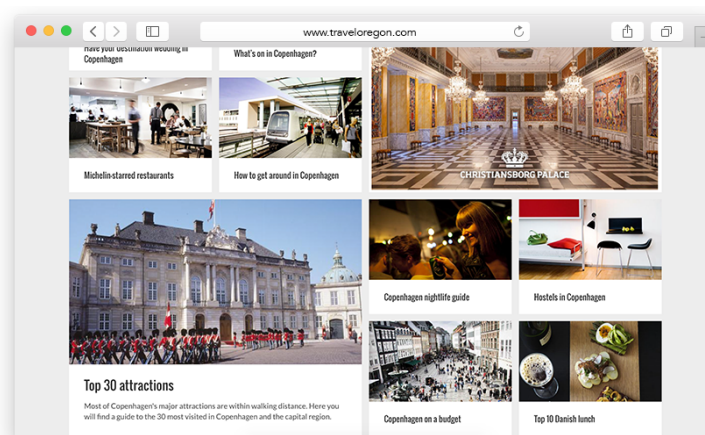 www.traveloregon.com
Have your destination wedding in
Copenhagen
What's on in Copenhagen?
CHRISTIANSBORG PALACE
Michelin-starred restaurants
How to get around in Copenhagen
Copenhagen nightlife guide
Hostels in Copenhagen
Top 30 attractions
Most of Copenhagen's major attractions are within walking distance. Here you
will find a guide to the 30 most visited in Copenhagen and the capital region.
Copenhagen on a budget
Top 10 Danish lunch